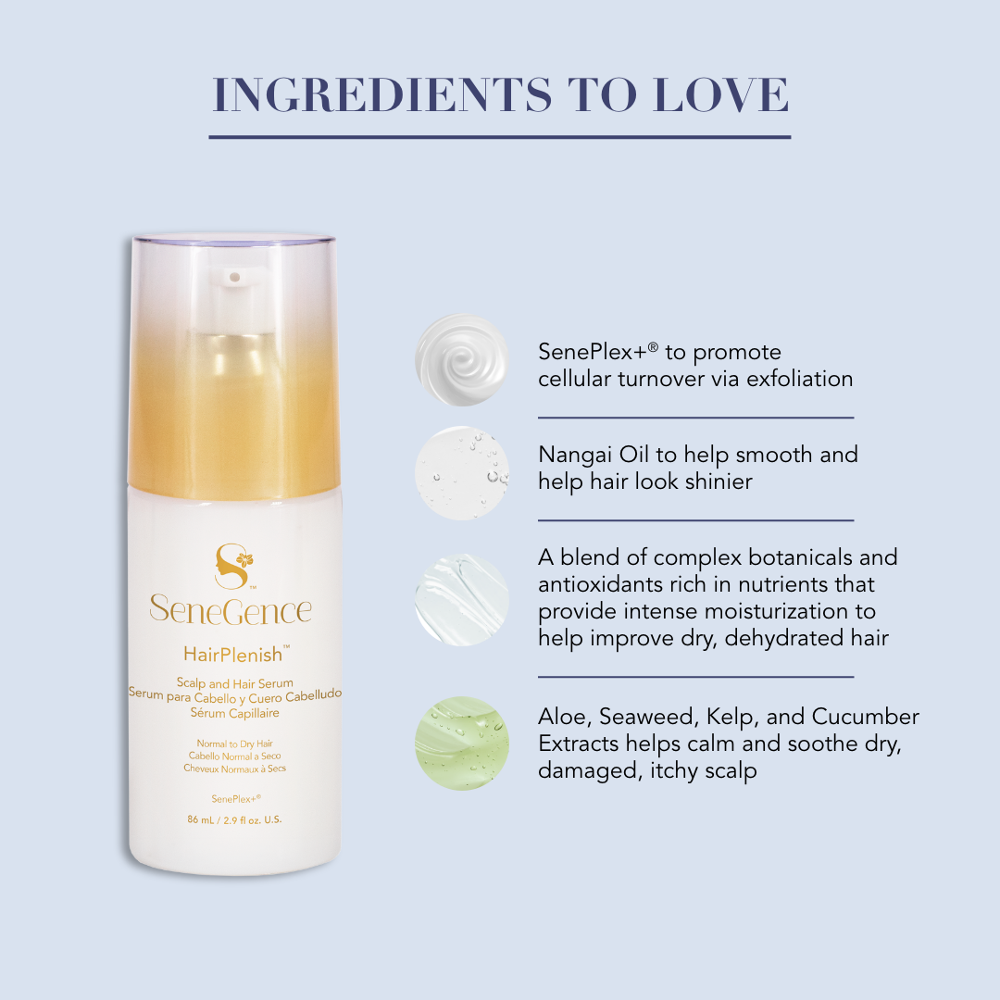 INGREDIENTS TO LOVE
SeneGence™
HairPlenish™
Scalp and Hair Serum
Serum para Cabello y Cuero Cabelludo
Sérum Capillaire
Normal to Dry Hair
Cabello Normal a Seco
Cheveux Normaux à Secs
SenePlex+®
86 mL / 2.9 fl oz. U.S.
SenePlex+® to promote
cellular turnover via exfoliation
Nangai Oil to help smooth and
help hair look shinier
A blend of complex botanicals and
antioxidants rich in nutrients that
provide intense moisturization to
help improve dry, dehydrated hair
Aloe, Seaweed, Kelp, and Cucumber
Extracts helps calm and soothe dry,
damaged, itchy scalp